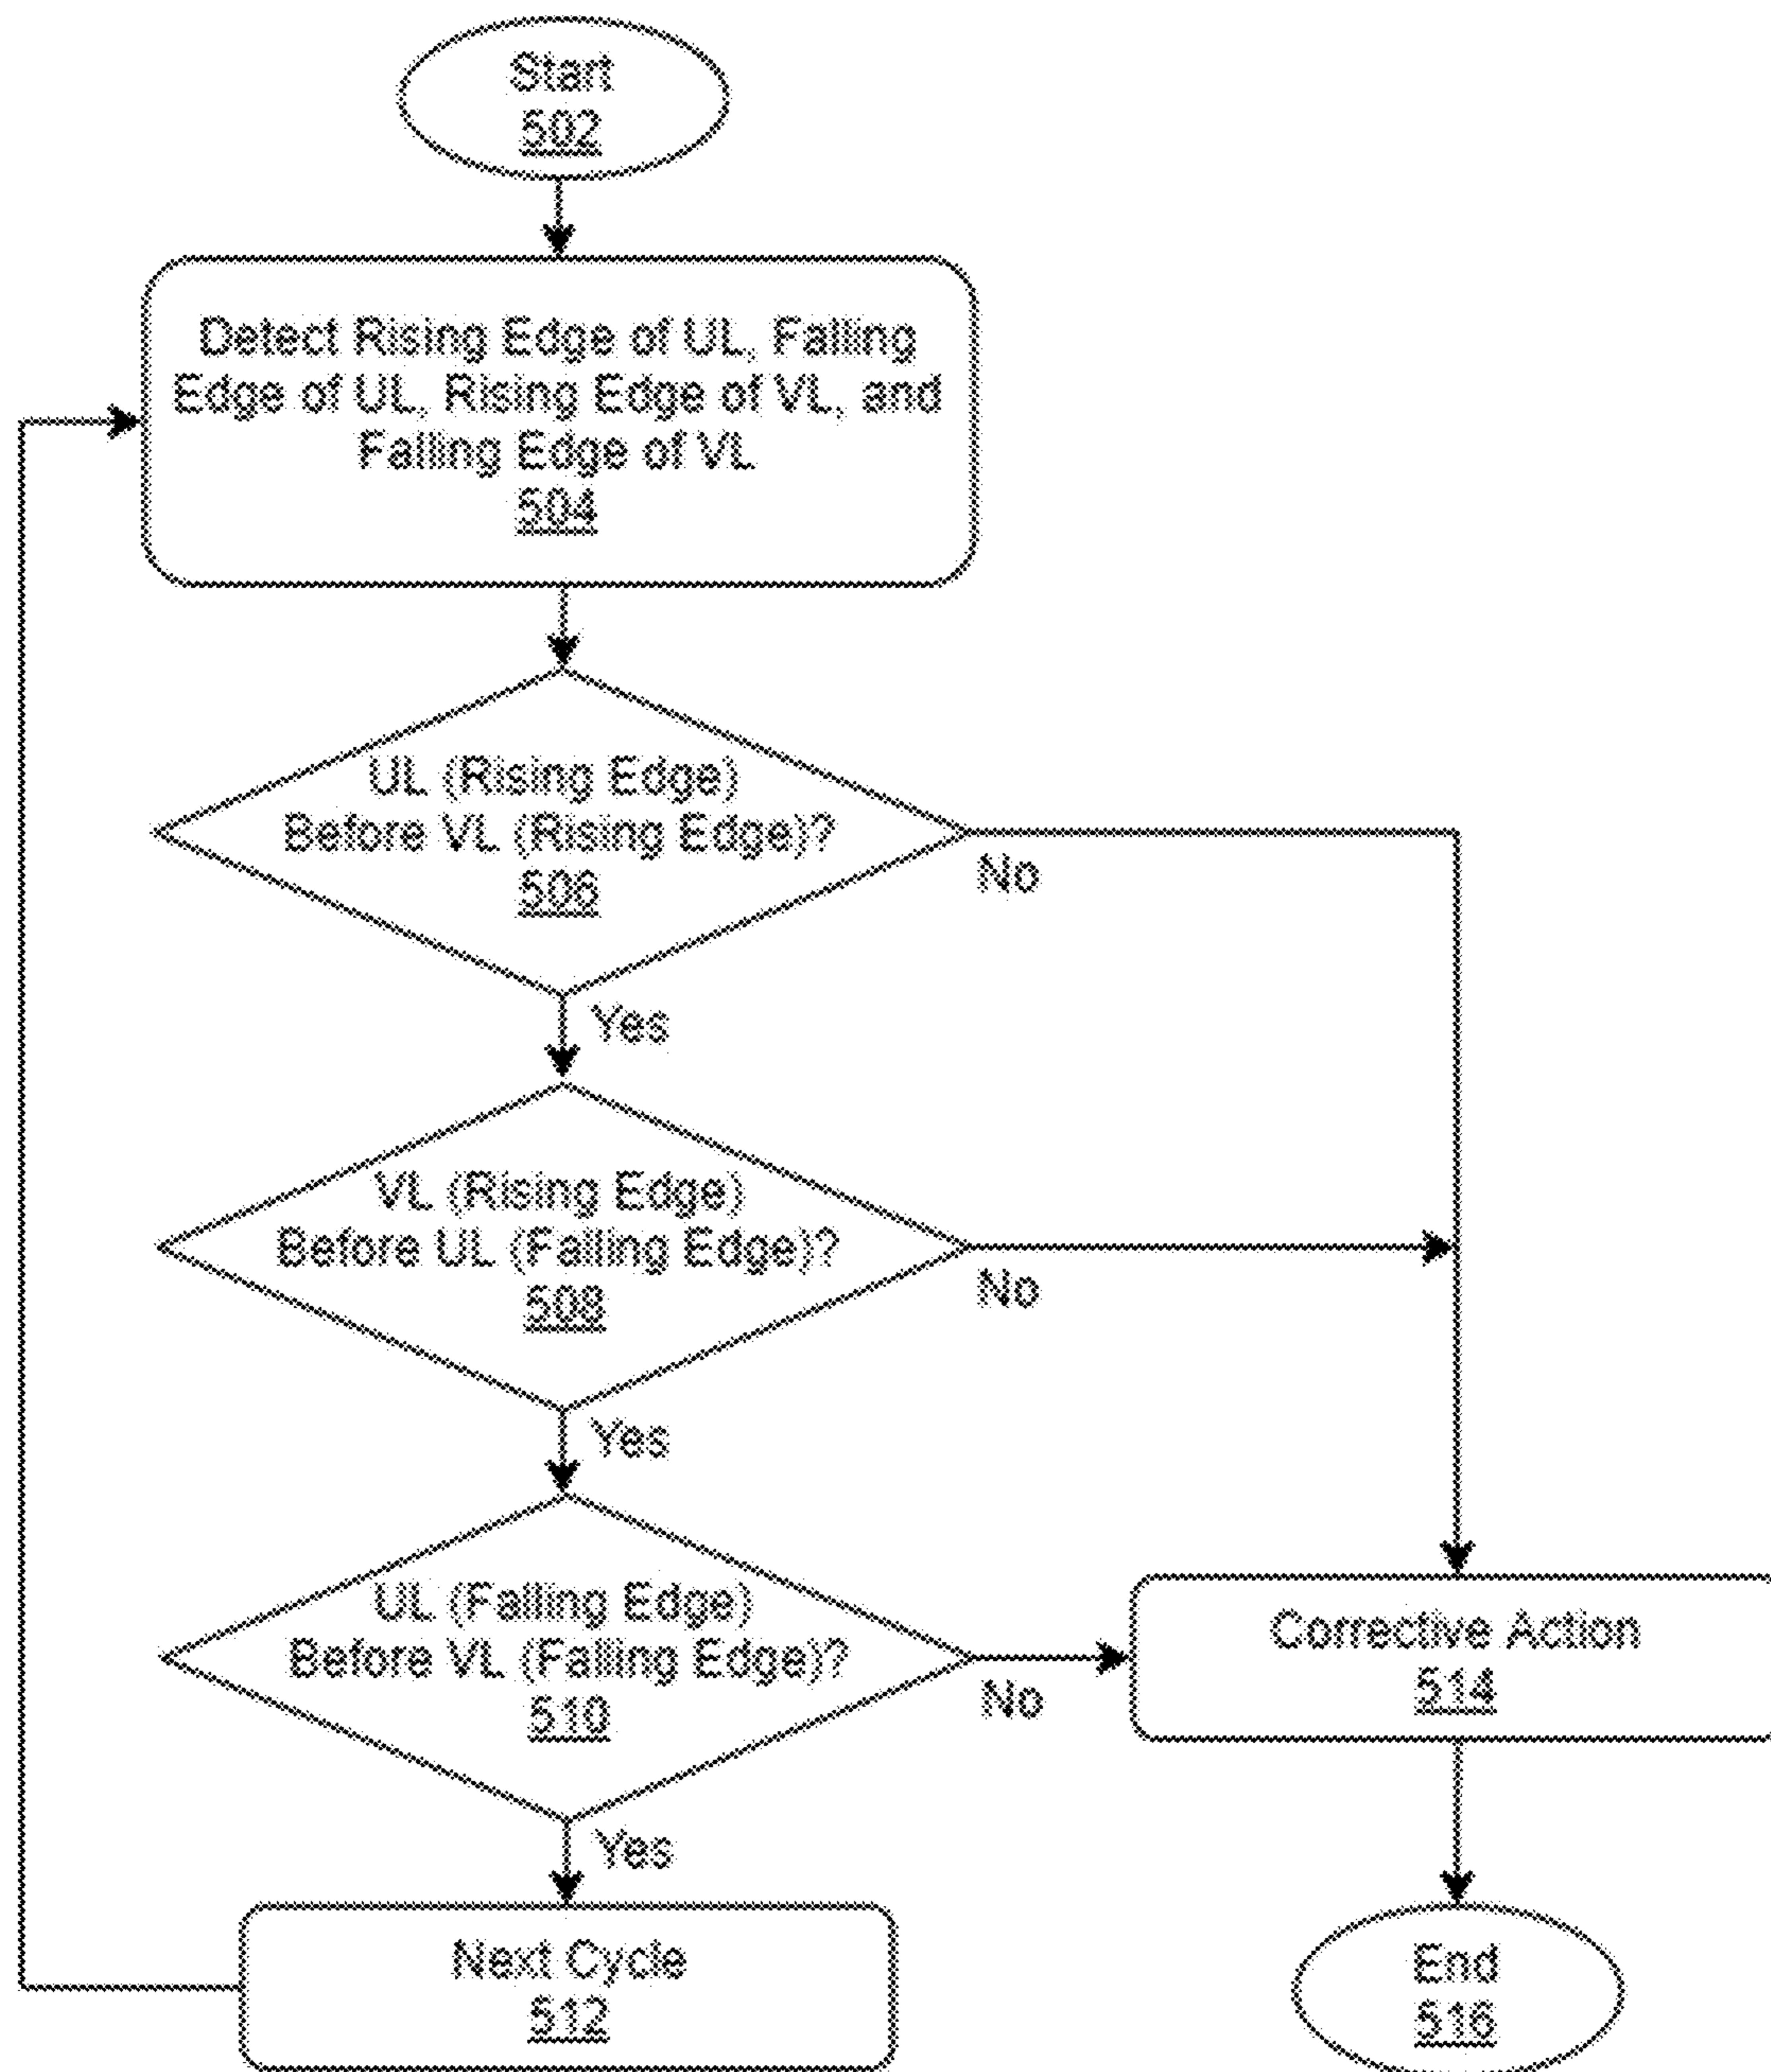 Start
502
Detect Rising Edge of UL, Falling
Edge of UL, Rising Edge of VL, and
Falling Edge of VL
504
UL (Rising Edge)
Before VL (Rising Edge)?
506
No
Yes
VL (Rising Edge)
Before UL (Falling Edge)?
508
No
Yes
UL (Falling Edge)
Before VL (Falling Edge)?
510
No
Yes
Corrective Action
514
Next Cycle
512
End
516